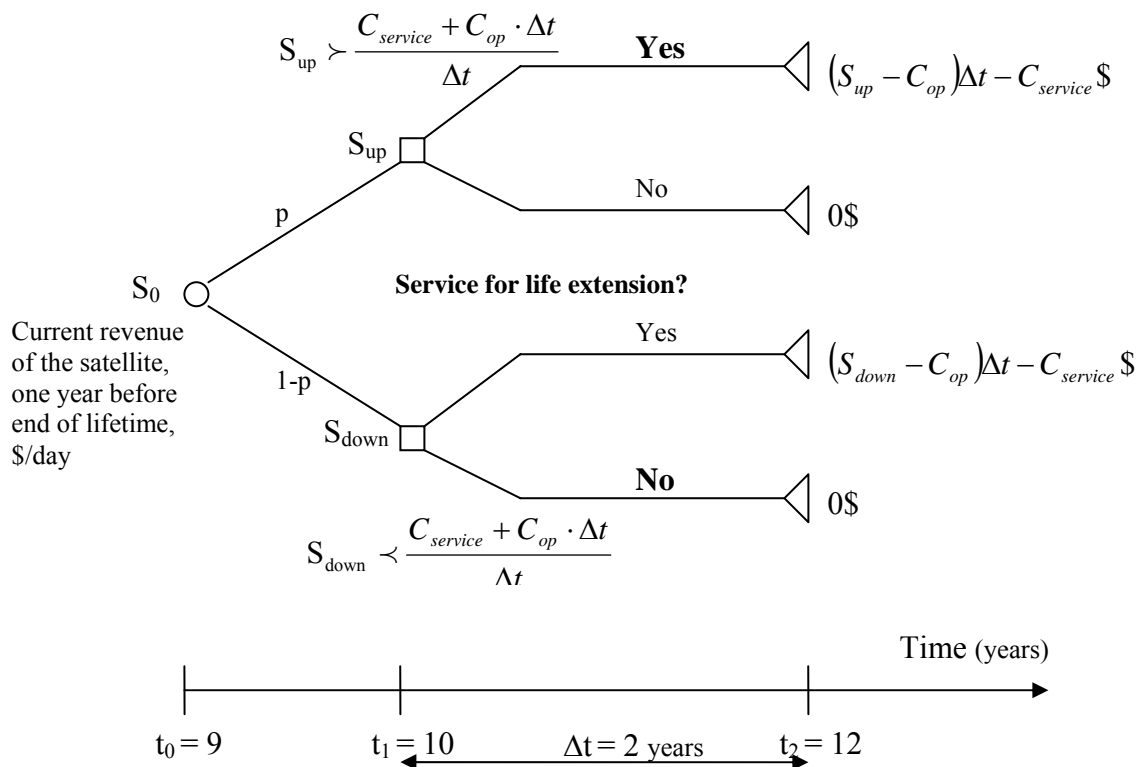 S_up ≻ (C_service + C_op · Δt) / Δt
Yes
(S_up − C_op)Δt − C_service $
S_up
No
0$
p
S_0
Service for life extension?
Current revenue
of the satellite,
one year before
end of lifetime,
$/day
1-p
Yes
(S_down − C_op)Δt − C_service $
S_down
No
0$
S_down ≺ (C_service + C_op · Δt) / Δt
Time (years)
t_0 = 9
t_1 = 10
Δt = 2 years
t_2 = 12